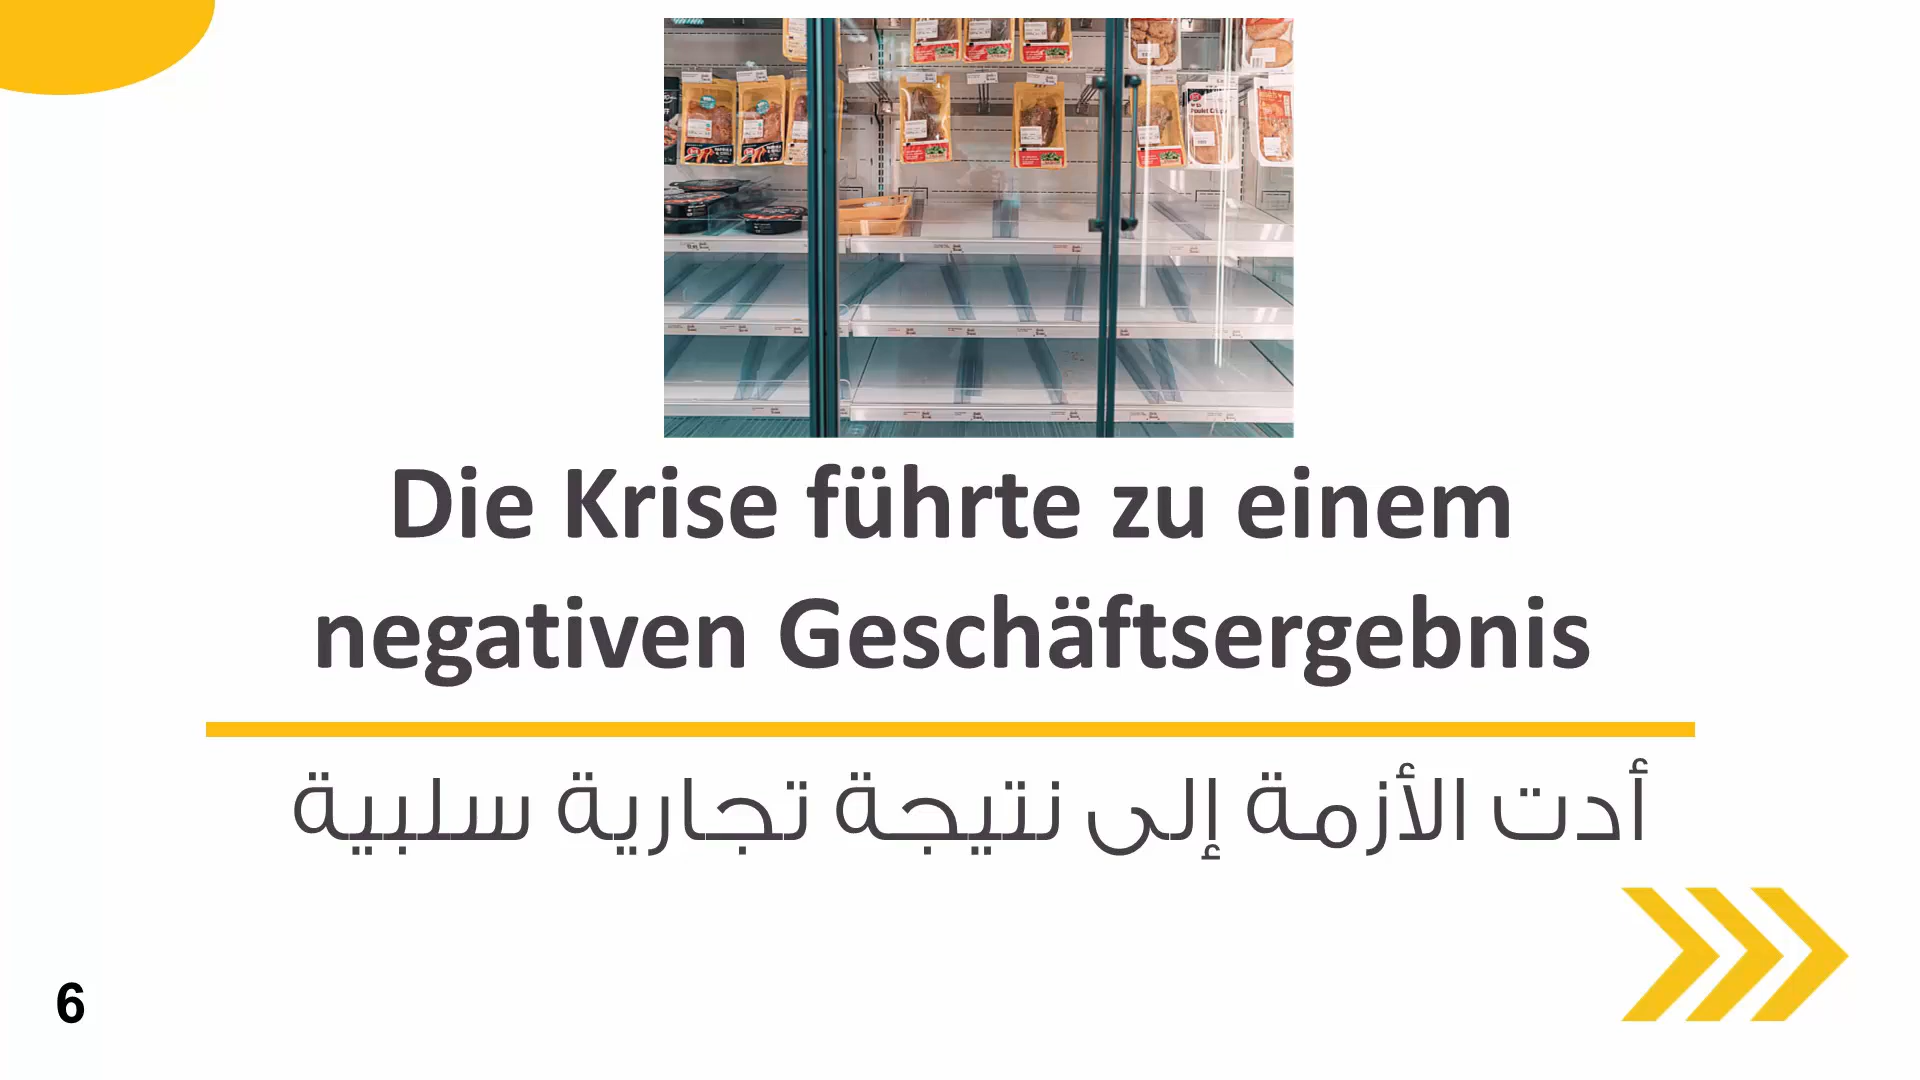 Die Krise führte zu einem
negativen Geschäftsergebnis
أدت الأزمة إلى نتيجة تجارية سلبية
6